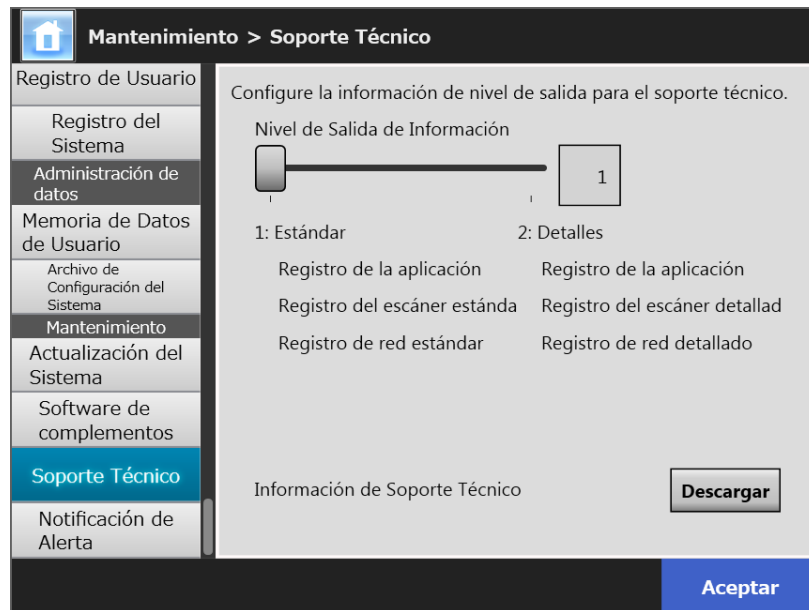 Mantenimiento > Soporte Técnico
Registro de Usuario
Registro del
Sistema
Administración de
datos
Memoria de Datos
de Usuario
Archivo de
Configuración del
Sistema
Mantenimiento
Actualización del
Sistema
Software de
complementos
Soporte Técnico
Notificación de
Alerta
Configure la información de nivel de salida para el soporte técnico.
Nivel de Salida de Información
1
1: Estándar 2: Detalles
Registro de la aplicación Registro de la aplicación
Registro del escáner estánda Registro del escáner detallad
Registro de red estándar Registro de red detallado
Información de Soporte Técnico Descargar
Aceptar